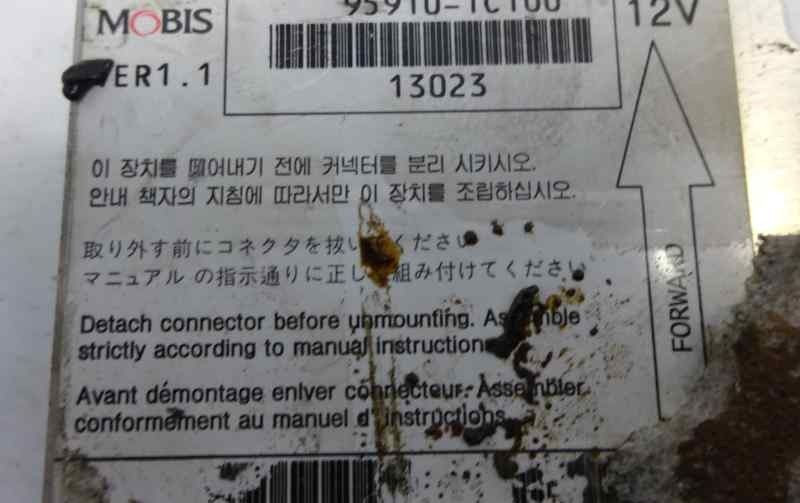 MOBIS
95910-1C100
12V
VER1.1
13023
이 장치를 떼어내기 전에 커넥터를 분리 시키시오.
안내 책자의 지침에 따라서만 이 장치를 조립하십시오.
取り外す前にコネクタを抜いてください
マニュアル の指示通りに正しく組み付けてください
FORWARD
Detach connector before unmounting. Assemble
strictly according to manual instructions
Avant démontage enlver connecteur. Assembler
conformement au manuel d'instructions.